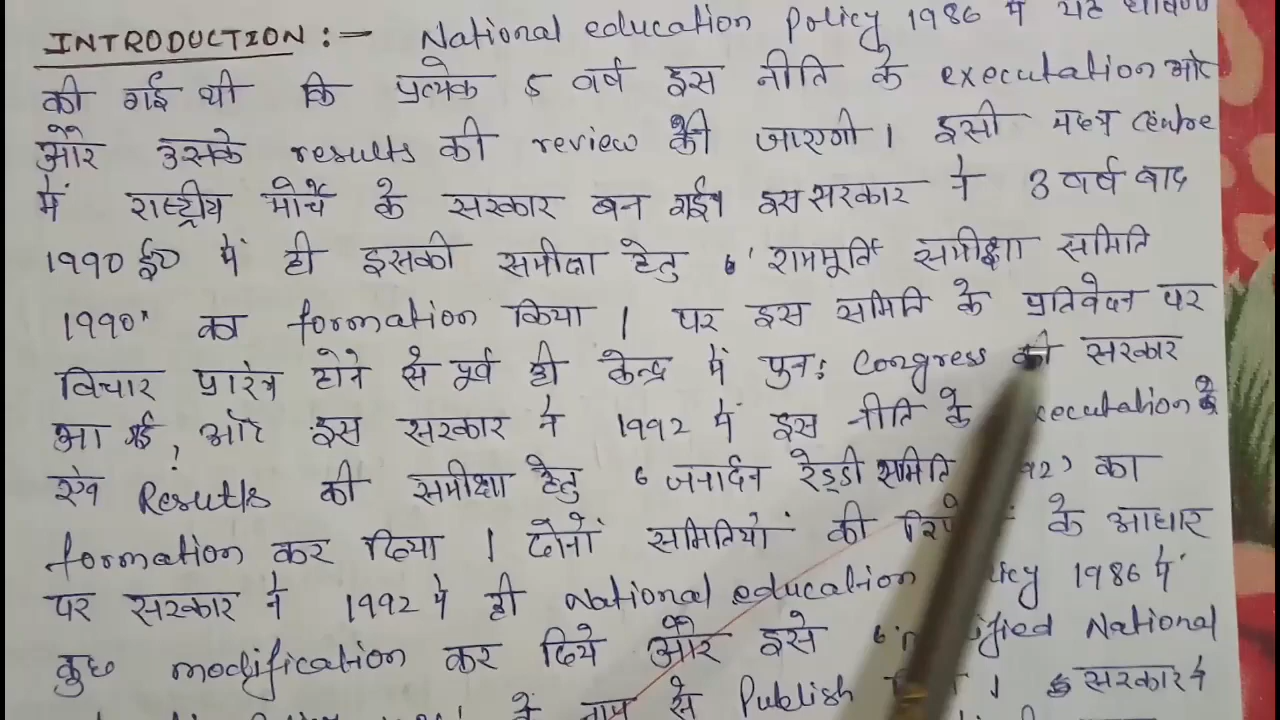 INTRODUCTION :- National education Policy 1986 में यह
की गई थी कि प्रत्येक 5 वर्ष इस नीति के executation और
और उसके results की review की जाएगी । इसी मध्य centre
में राष्ट्रीय मोर्चे के सरकार बन गई। इस सरकार ने 3 वर्ष बाद
1990 ई० में ही इसकी समीक्षा हेतु ' राममूर्ति समीक्षा समिति
1990' का formation किया । पर इस समिति के प्रतिवेदन पर
विचार प्रारंभ होने से पूर्व ही केन्द्र में पुनः Congress की सरकार
आ गई, और इस सरकार ने 1992 में इस नीति के के
एवं Results की समीक्षा हेतु ' जनार्दन रेड्डी समिति का
formation कर दिया । दोनों समितियों की के आधार
पर सरकार ने 1992 में ही National education 1986 में
कुछ modification कर दिये और इसे National
के नाम से Publish । सरकार ने